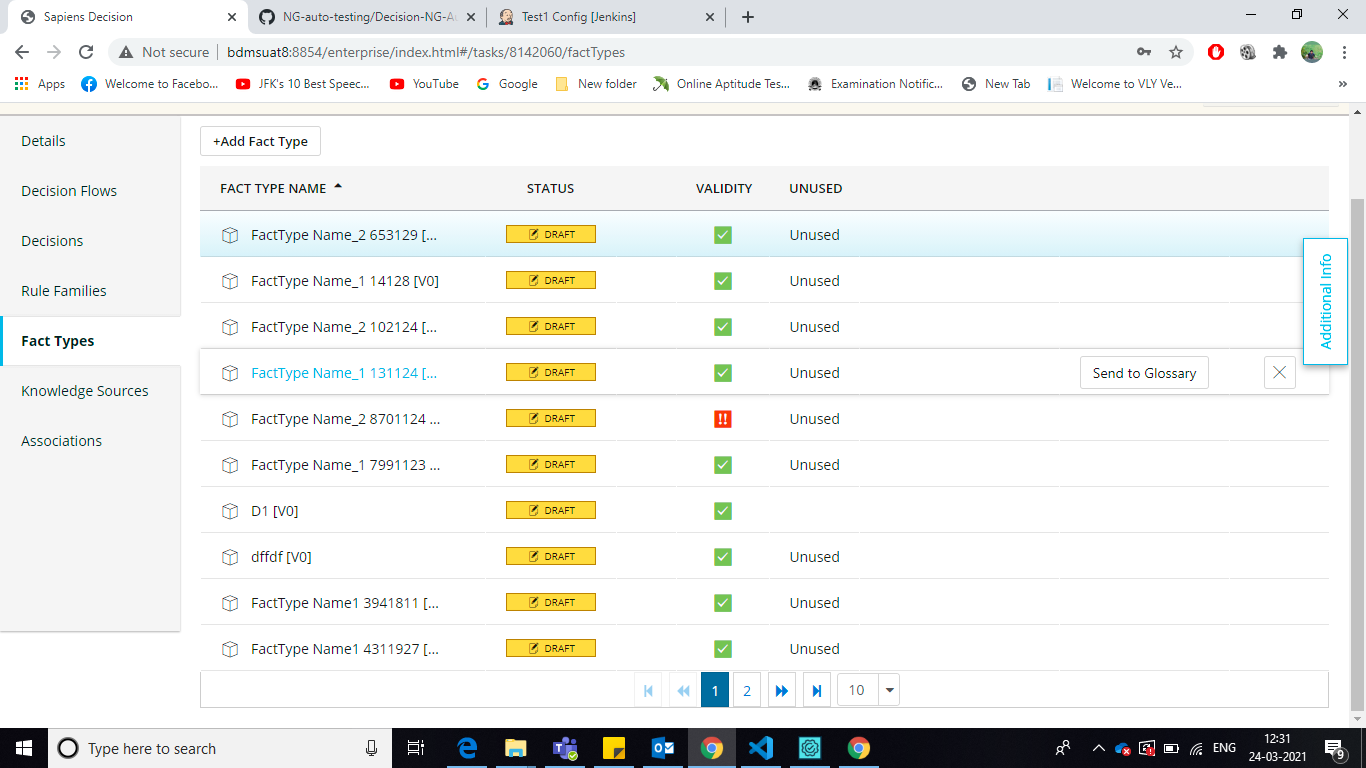 Sapiens Decision
NG-auto-testing/Decision-NG-Au
Test1 Config [Jenkins]
Not secure
bdmsuat8:8854/enterprise/index.html#/tasks/8142060/factTypes
Apps
Welcome to Facebo...
JFK's 10 Best Speec...
YouTube
Google
New folder
Online Aptitude Tes...
Examination Notific...
New Tab
Welcome to VLY Ve...
»
Details
Decision Flows
Decisions
Rule Families
Fact Types
Knowledge Sources
Associations
+Add Fact Type
FACT TYPE NAME STATUS VALIDITY UNUSED
FactType Name_2 653129 [... DRAFT Unused
FactType Name_1 14128 [V0] DRAFT Unused
FactType Name_2 102124 [... DRAFT Unused
FactType Name_1 131124 [... DRAFT Unused Send to Glossary
FactType Name_2 8701124 ... DRAFT !! Unused
FactType Name_1 7991123 ... DRAFT Unused
D1 [V0] DRAFT
dffdf [V0] DRAFT Unused
FactType Name1 3941811 [... DRAFT Unused
FactType Name1 4311927 [... DRAFT Unused
Additional Info
1 2 10
Type here to search
ENG
12:31
24-03-2021
9